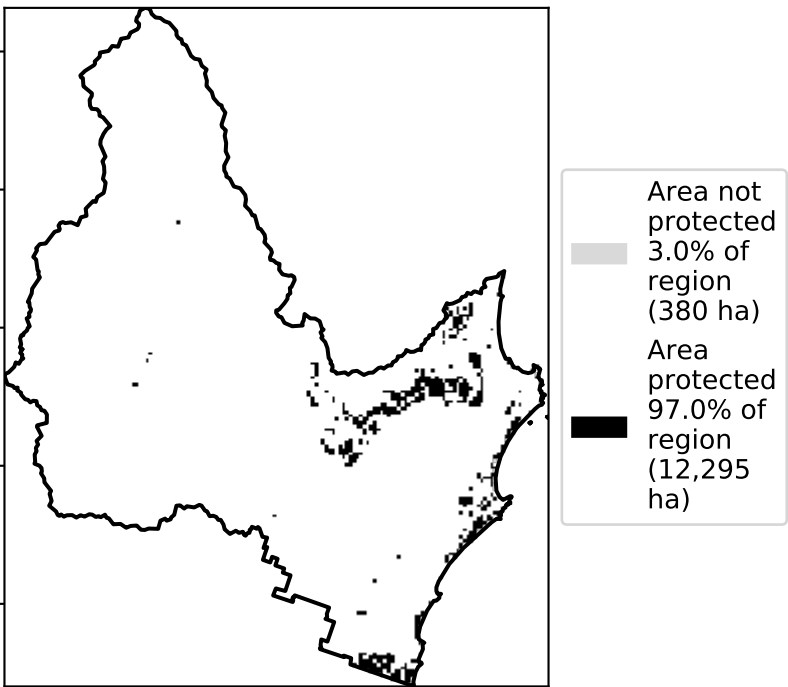 Area not
protected
3.0% of
region
(380 ha)
Area
protected
97.0% of
region
(12,295
ha)